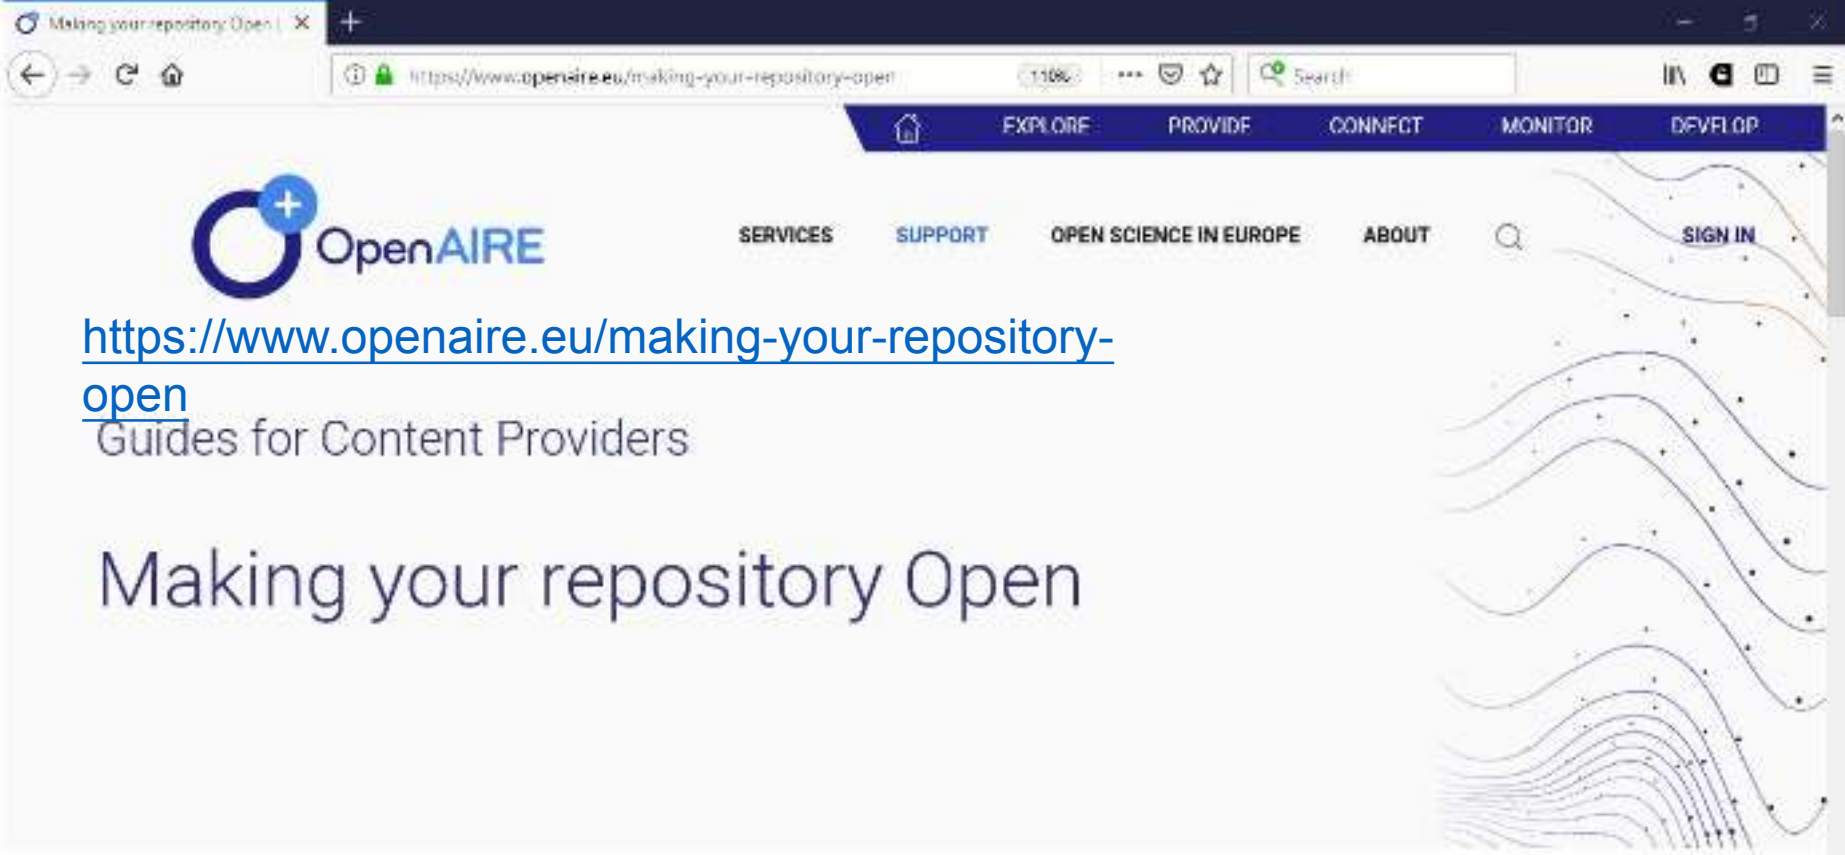 Making your repository Open
https://www.openaire.eu/making-your-repository-open
110%
Search
EXPLORE PROVIDE CONNECT MONITOR DEVELOP
OpenAIRE
SERVICES SUPPORT OPEN SCIENCE IN EUROPE ABOUT SIGN IN
https://www.openaire.eu/making-your-repository-
open
Guides for Content Providers
Making your repository Open